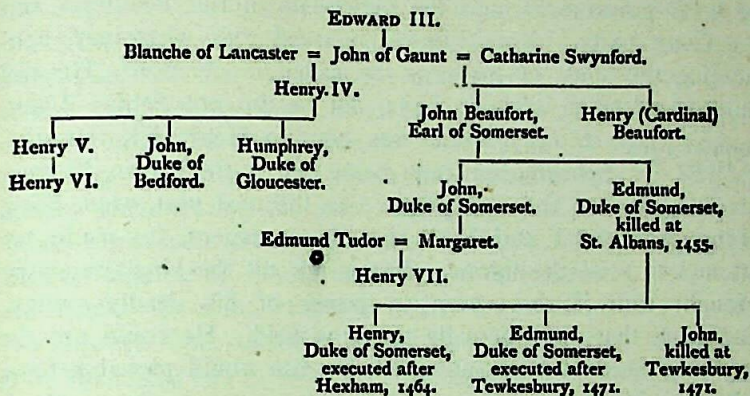 EDWARD III.
Blanche of Lancaster = John of Gaunt = Catharine Swynford.
Henry. IV.
John Beaufort, Earl of Somerset.
Henry (Cardinal) Beaufort.
Henry V.
John, Duke of Bedford.
Humphrey, Duke of Gloucester.
Henry VI.
John, Duke of Somerset.
Edmund, Duke of Somerset, killed at St. Albans, 1455.
Edmund Tudor = Margaret.
Henry VII.
Henry, Duke of Somerset, executed after Hexham, 1464.
Edmund, Duke of Somerset, executed after Tewkesbury, 1471.
John, killed at Tewkesbury, 1471.